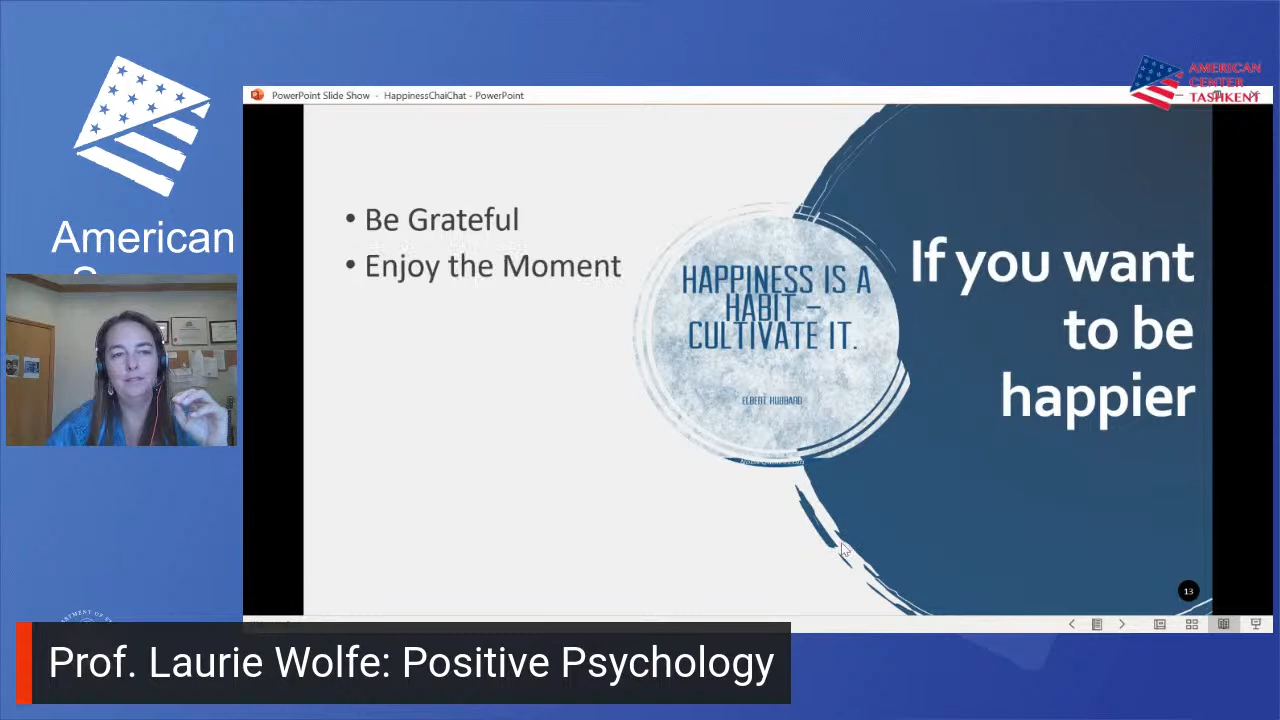 AMERICAN
CENTER
TASHKENT
American
PowerPoint Slide Show - HappinessChaiChat - PowerPoint
• Be Grateful
• Enjoy the Moment
HAPPINESS IS A
HABIT –
CULTIVATE IT.
ELBERT HUBBARD
If you want
to be
happier
13
Prof. Laurie Wolfe: Positive Psychology